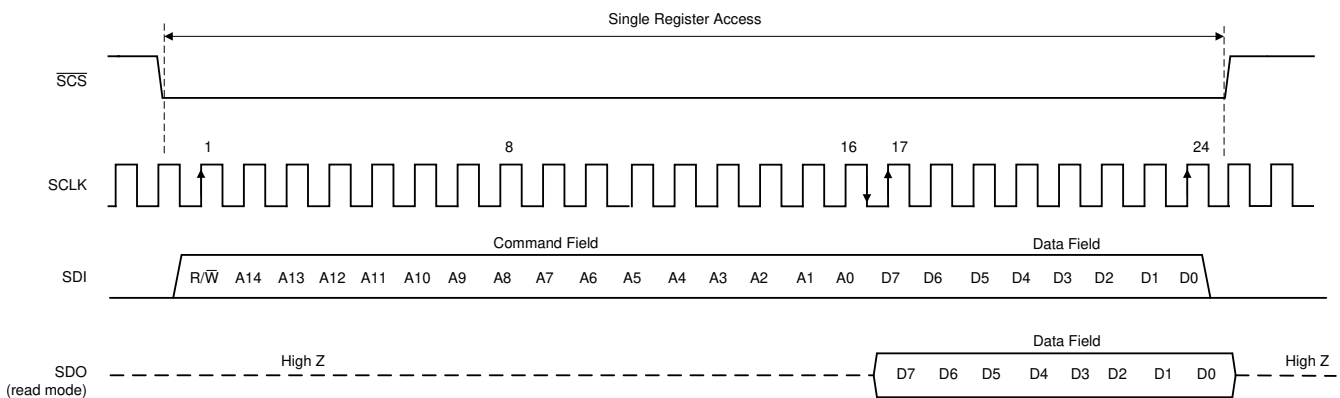 Single Register Access
SCS
1 8 16 17 24
SCLK
Command Field Data Field
SDI R/W A14 A13 A12 A11 A10 A9 A8 A7 A6 A5 A4 A3 A2 A1 A0 D7 D6 D5 D4 D3 D2 D1 D0
Data Field
High Z High Z
SDO D7 D6 D5 D4 D3 D2 D1 D0
(read mode)